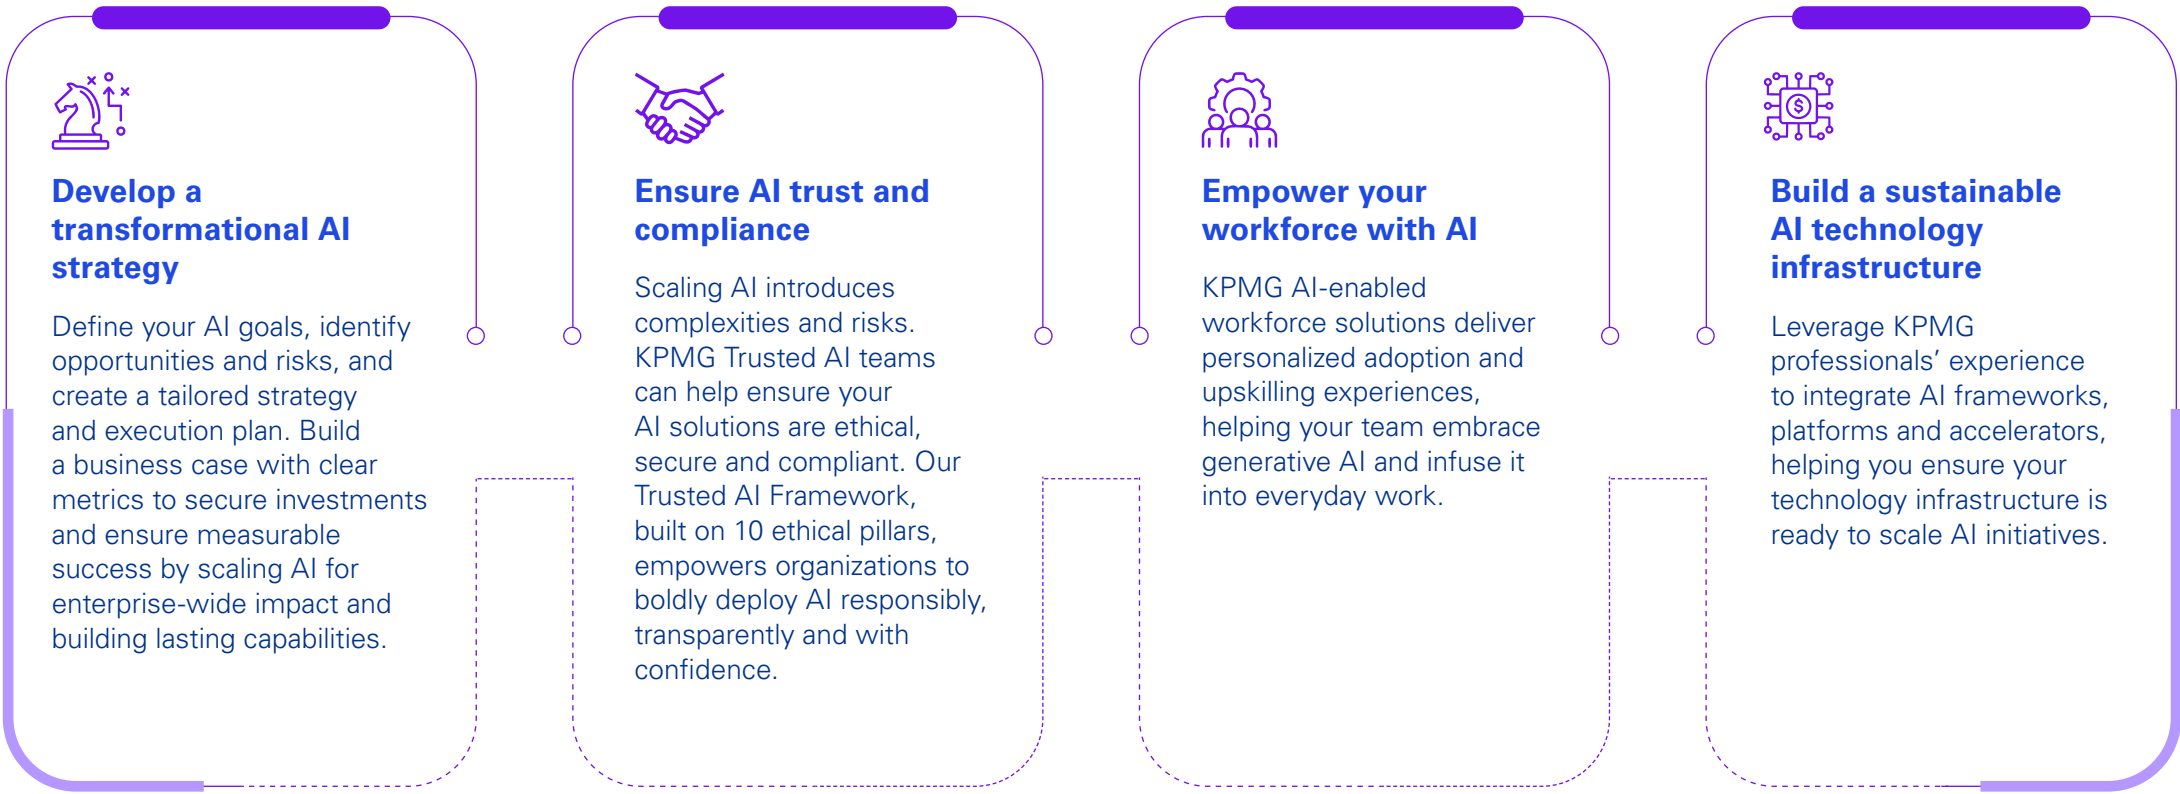 Develop a
transformational AI
strategy
Define your AI goals, identify
opportunities and risks, and
create a tailored strategy
and execution plan. Build
a business case with clear
metrics to secure investments
and ensure measurable
success by scaling AI for
enterprise-wide impact and
building lasting capabilities.
Ensure AI trust and
compliance
Scaling AI introduces
complexities and risks.
KPMG Trusted AI teams
can help ensure your
AI solutions are ethical,
secure and compliant. Our
Trusted AI Framework,
built on 10 ethical pillars,
empowers organizations to
boldly deploy AI responsibly,
transparently and with
confidence.
Empower your
workforce with AI
KPMG AI-enabled
workforce solutions deliver
personalized adoption and
upskilling experiences,
helping your team embrace
generative AI and infuse it
into everyday work.
$
Build a sustainable
AI technology
infrastructure
Leverage KPMG
professionals’ experience
to integrate AI frameworks,
platforms and accelerators,
helping you ensure your
technology infrastructure is
ready to scale AI initiatives.